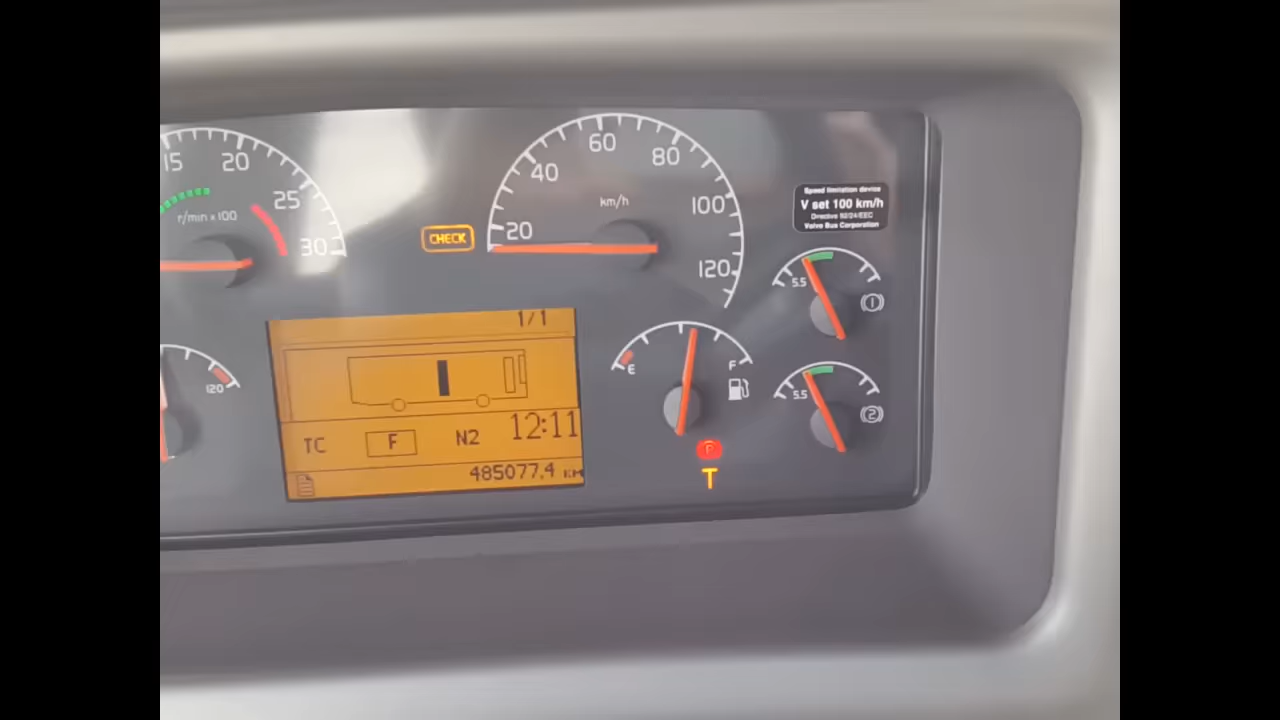 15
20
25
30
r/min x 100
120
CHECK
20
40
60
80
100
120
km/h
Speed limitation device
V set 100 km/h
Directive 92/24/EEC
Volvo Bus Corporation
5.5
1
5.5
2
E
F
P
T
1/1
TC F N2 12:11
485077.4 KM